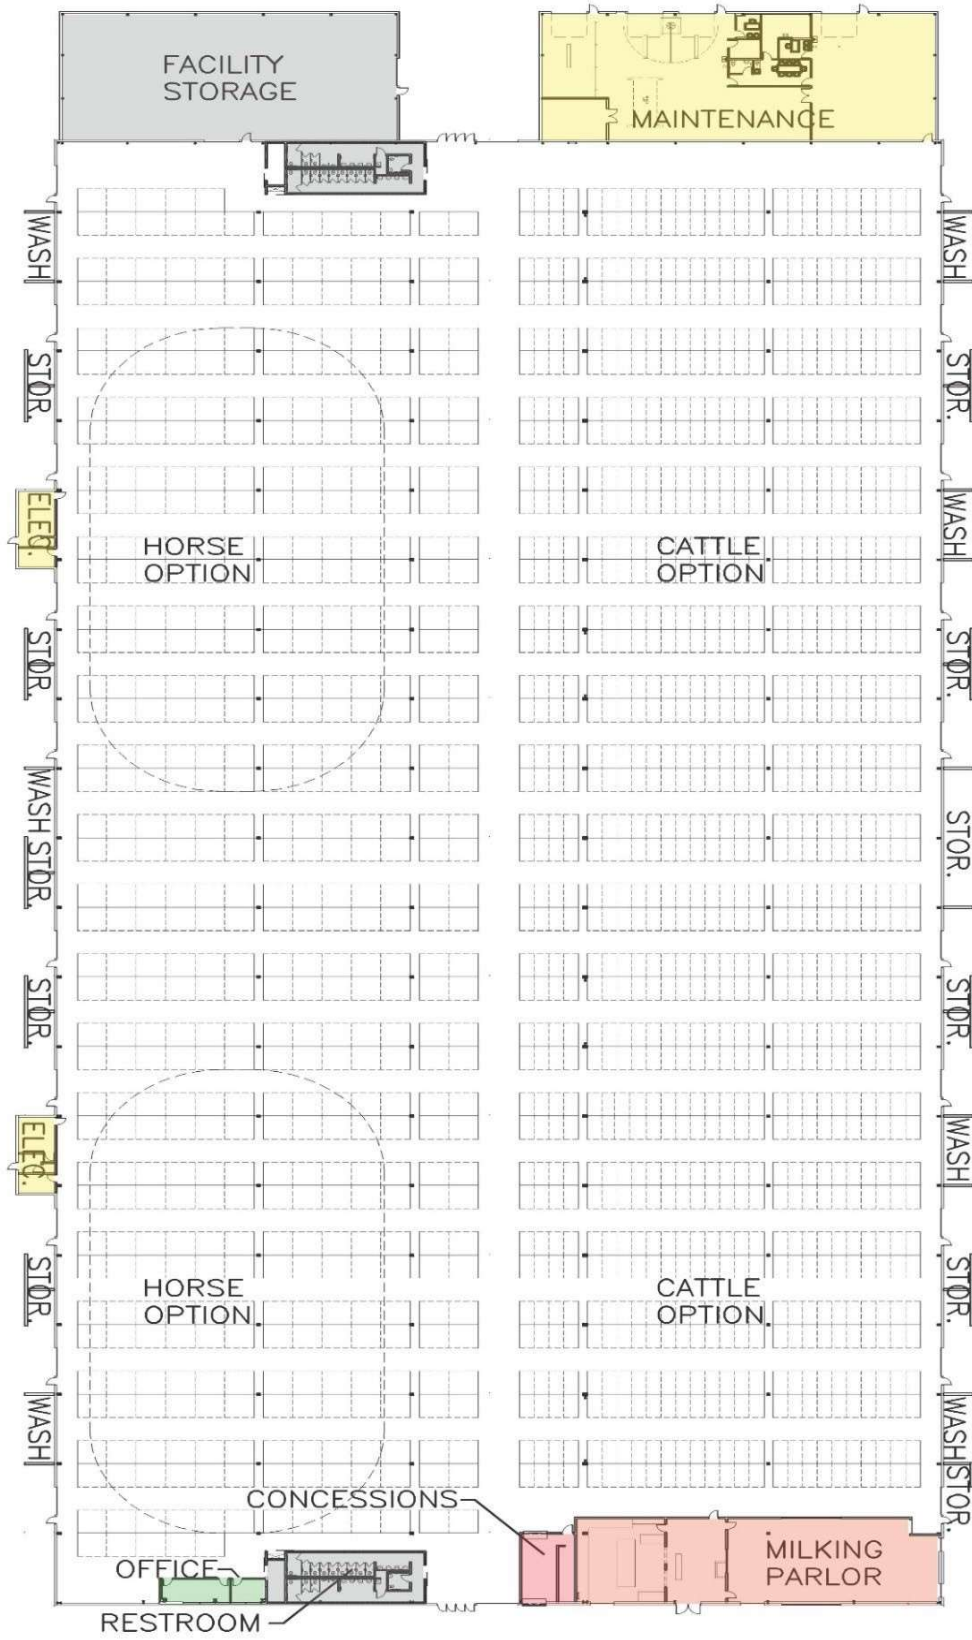 FACILITY
STORAGE
MAINTENANCE
WASH
WASH
STOR.
STOR.
ELEC.
WASH
HORSE
OPTION
CATTLE
OPTION
STOR.
STOR.
WASH
STOR.
STOR.
STOR.
STOR.
ELEC.
WASH
STOR.
HORSE
OPTION
CATTLE
OPTION
STOR.
WASH
WASH
STOR.
CONCESSIONS
MILKING
PARLOR
OFFICE
RESTROOM